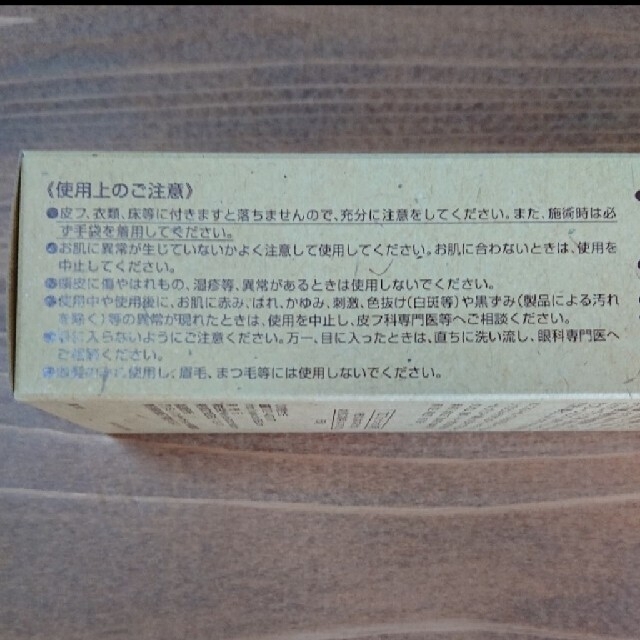 《使用上のご注意》
●皮フ、衣類、床等に付きますと落ちませんので、充分に注意をしてください。また、施術時は必
ず手袋を着用してください。
●お肌に異常が生じていないかよく注意して使用してください。お肌に合わないときは、使用を
中止してください。
●頭皮に傷やはれもの、湿疹等、異常があるときは使用しないでください。
●使用中や使用後に、お肌に赤み、はれ、かゆみ、刺激、色抜け(白斑等)や黒ずみ(製品による汚れ
を除く)等の異常が現れたときは、使用を中止し、皮フ科専門医等へご相談ください。
●目に入らないようにご注意ください。万一、目に入ったときは、直ちに洗い流し、眼科専門医へ
ご相談ください。
使用し、眉毛、まつ毛等には使用しないでください。